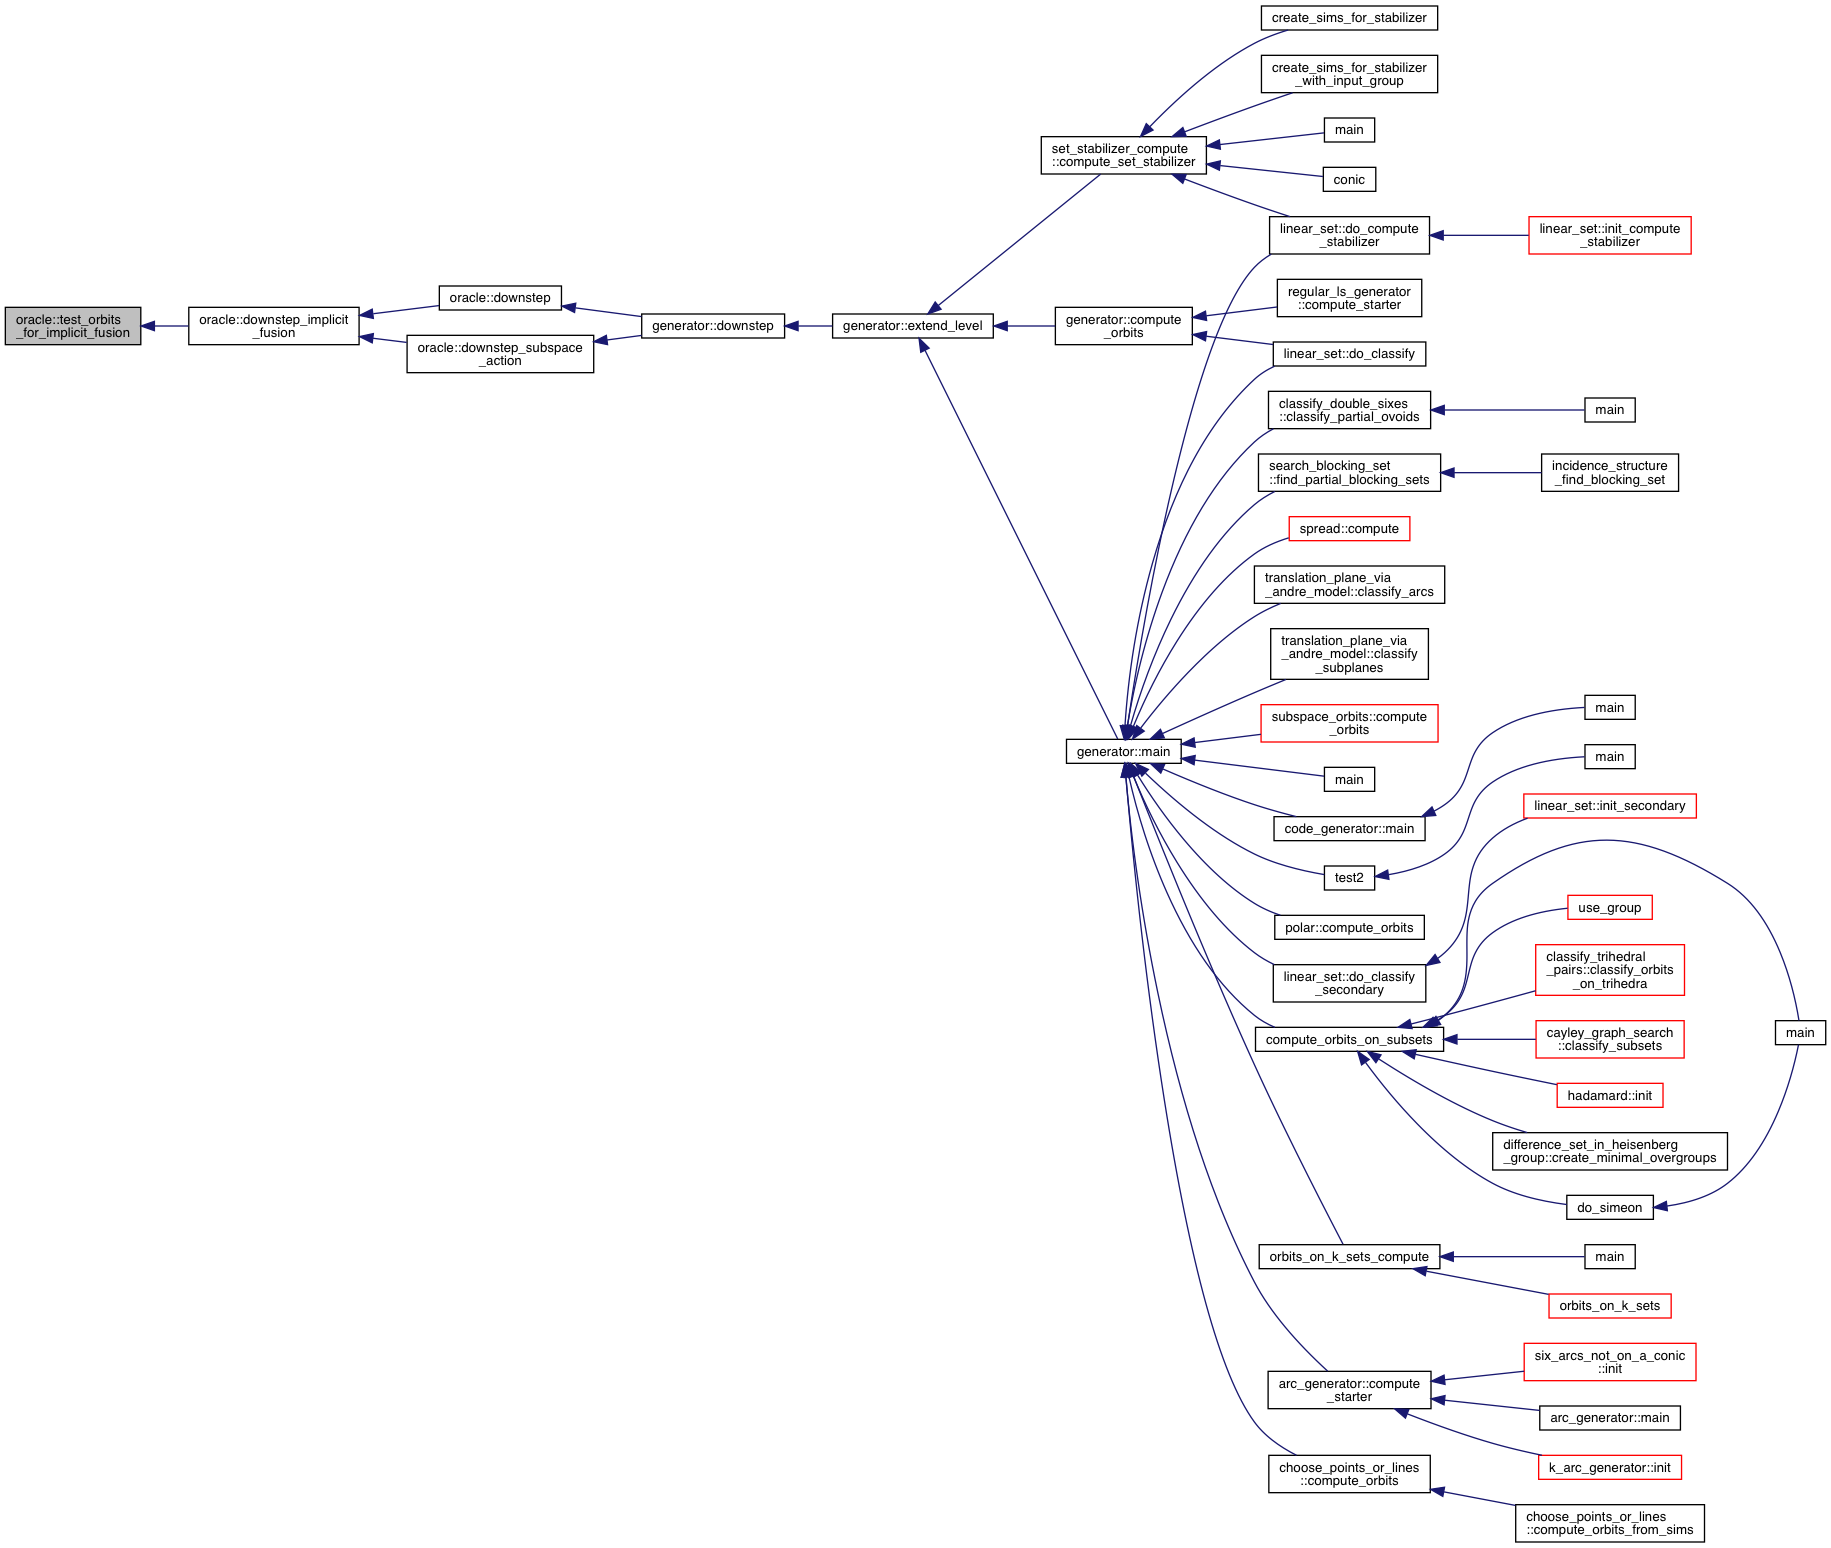 create_sims_for_stabilizer
create_sims_for_stabilizer
_with_input_group
main
set_stabilizer_compute
::compute_set_stabilizer
conic
linear_set::do_compute
_stabilizer
linear_set::init_compute
_stabilizer
regular_ls_generator
::compute_starter
oracle::downstep
oracle::test_orbits
_for_implicit_fusion
oracle::downstep_implicit
_fusion
generator::downstep
generator::extend_level
generator::compute
_orbits
oracle::downstep_subspace
_action
linear_set::do_classify
classify_double_sixes
::classify_partial_ovoids
main
search_blocking_set
::find_partial_blocking_sets
incidence_structure
_find_blocking_set
spread::compute
translation_plane_via
_andre_model::classify_arcs
translation_plane_via
_andre_model::classify
_subplanes
subspace_orbits::compute
_orbits
main
generator::main
main
main
linear_set::init_secondary
code_generator::main
test2
use_group
polar::compute_orbits
classify_trihedral
_pairs::classify_orbits
_on_trihedra
linear_set::do_classify
_secondary
compute_orbits_on_subsets
cayley_graph_search
::classify_subsets
main
hadamard::init
difference_set_in_heisenberg
_group::create_minimal_overgroups
do_simeon
orbits_on_k_sets_compute
main
orbits_on_k_sets
six_arcs_not_on_a_conic
::init
arc_generator::compute
_starter
arc_generator::main
k_arc_generator::init
choose_points_or_lines
::compute_orbits
choose_points_or_lines
::compute_orbits_from_sims